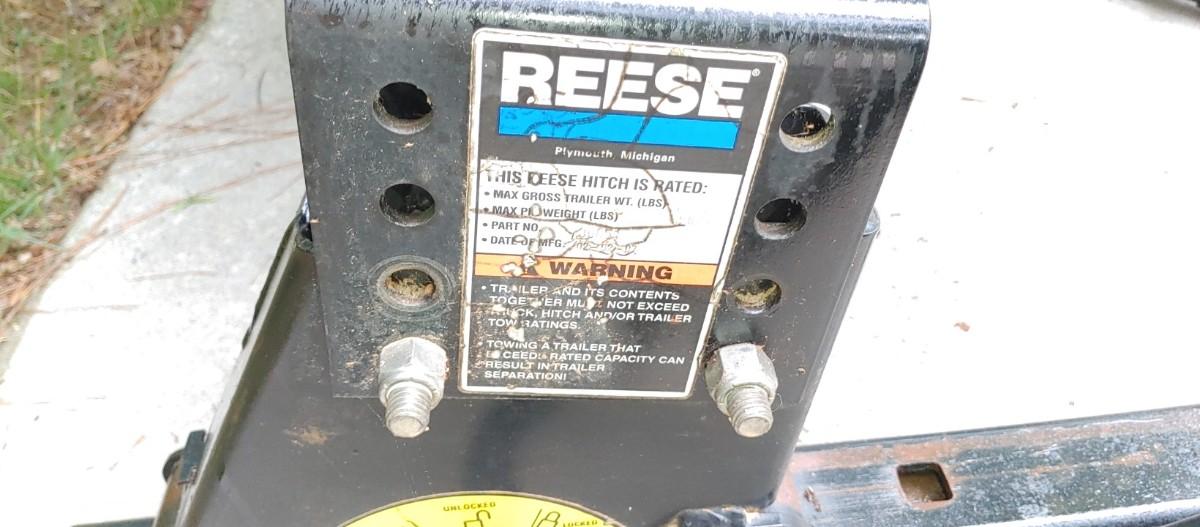 REESE®
Plymouth, Michigan
THIS REESE HITCH IS RATED:
• MAX GROSS TRAILER WT. (LBS)
• MAX PIN WEIGHT (LBS)
• PART NO.
• DATE OF MFG.
WARNING
• TRAILER AND ITS CONTENTS
TOGETHER MUST NOT EXCEED
TRUCK, HITCH AND/OR TRAILER
TOW RATINGS.
• TOWING A TRAILER THAT
EXCEEDS RATED CAPACITY CAN
RESULT IN TRAILER
SEPARATION!
UNLOCKED
LOCKED